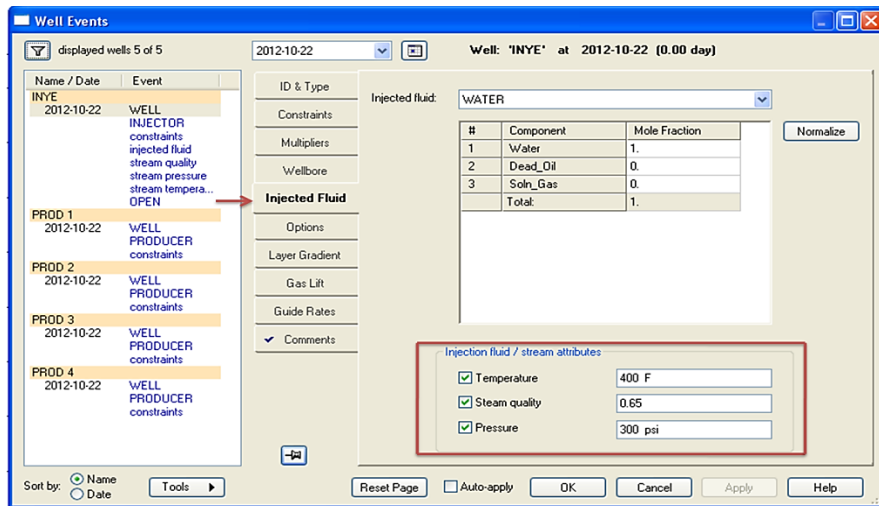 Well Events
displayed wells 5 of 5
2012-10-22
Well: 'INYE' at 2012-10-22 (0.00 day)
Name / Date Event
INYE
2012-10-22 WELL
INJECTOR
constraints
injected fluid
stream quality
stream pressure
stream tempera...
OPEN
PROD 1
2012-10-22 WELL
PRODUCER
constraints
PROD 2
2012-10-22 WELL
PRODUCER
constraints
PROD 3
2012-10-22 WELL
PRODUCER
constraints
PROD 4
2012-10-22 WELL
PRODUCER
constraints
ID & Type
Constraints
Multipliers
Wellbore
Injected Fluid
Options
Layer Gradient
Gas Lift
Guide Rates
Comments
Injected fluid: WATER
# Component Mole Fraction
1 Water 1.
2 Dead_Oil 0.
3 Soln_Gas 0.
Total: 1.
Normalize
Injection fluid / stream attributes
Temperature 400 F
Steam quality 0.65
Pressure 300 psi
Sort by: Name
Date
Tools
Reset Page Auto-apply OK Cancel Apply Help